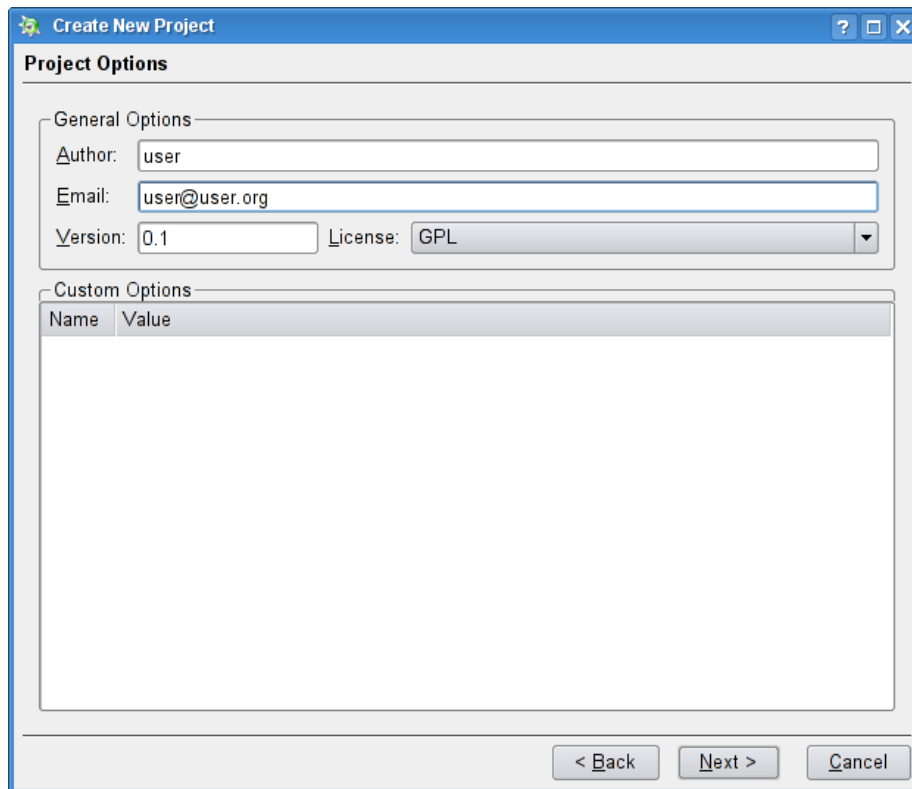 Create New Project ?
Project Options
General Options
Author: user
Email: user@user.org
Version: 0.1 License: GPL
Custom Options
Name Value
< Back Next > Cancel